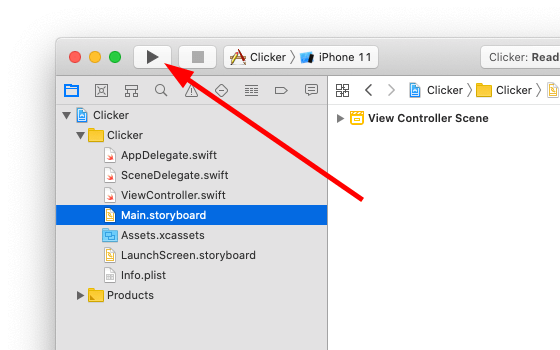 Clicker iPhone 11
Clicker: Read
Clicker
Clicker
AppDelegate.swift
SceneDelegate.swift
ViewController.swift
Main.storyboard
Assets.xcassets
LaunchScreen.storyboard
Info.plist
Products
Clicker Clicker
View Controller Scene